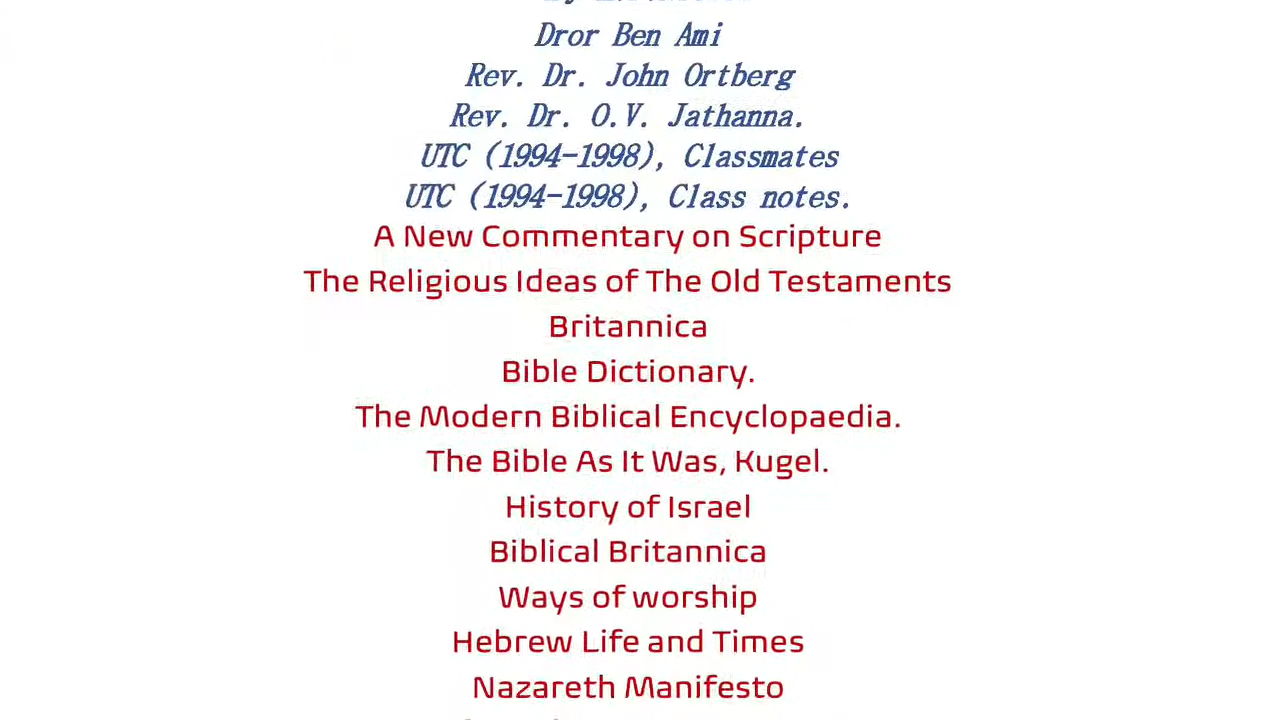 Dror Ben Ami
Rev. Dr. John Ortberg
Rev. Dr. O.V. Jathanna.
UTC (1994-1998), Classmates
UTC (1994-1998), Class notes.
A New Commentary on Scripture
The Religious Ideas of The Old Testaments
Britannica
Bible Dictionary.
The Modern Biblical Encyclopaedia.
The Bible As It Was, Kugel.
History of Israel
Biblical Britannica
Ways of worship
Hebrew Life and Times
Nazareth Manifesto